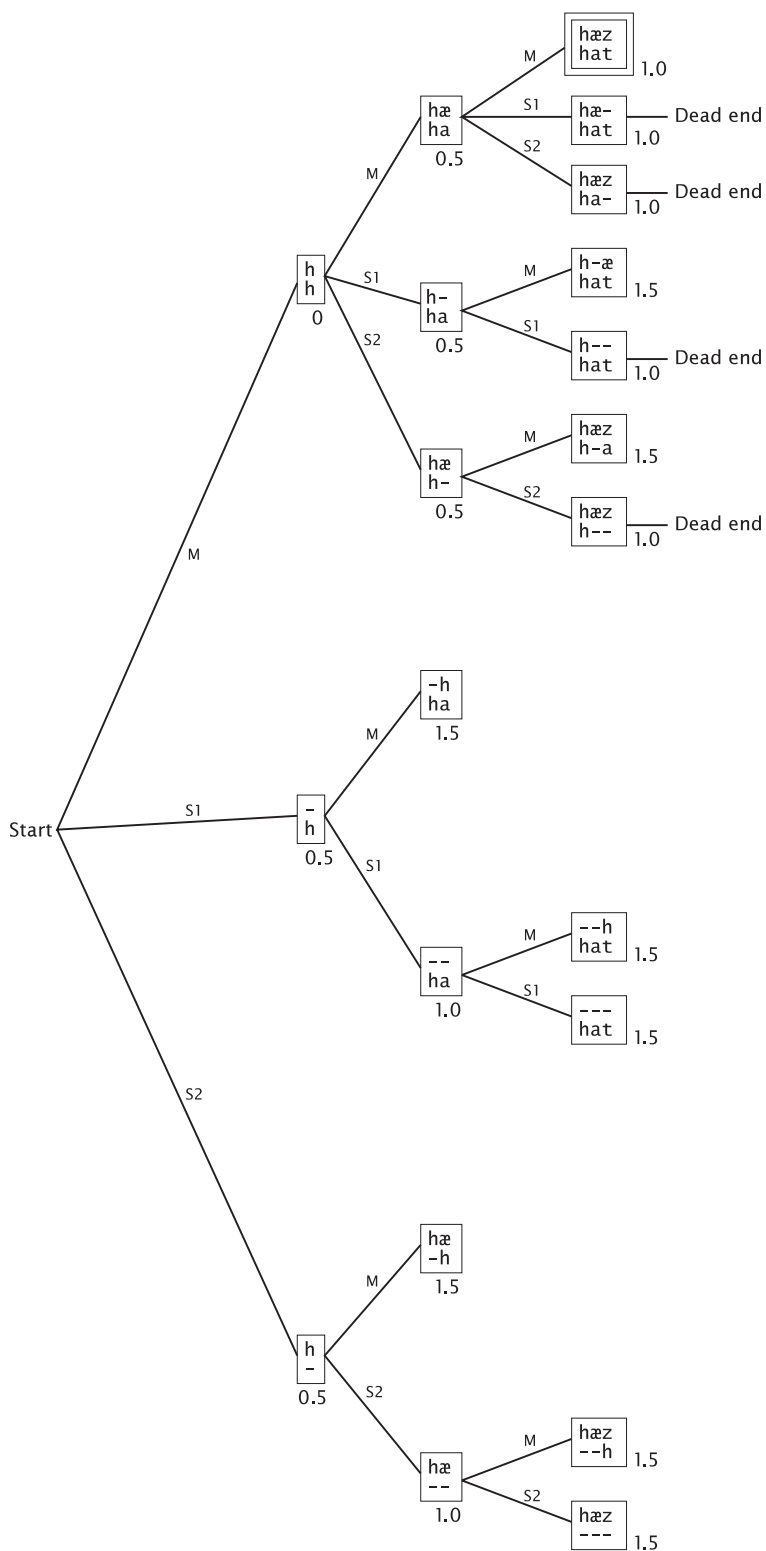 hæz
hat
1.0
M
hæ
ha
0.5
S1
hæ-
hat
1.0
Dead end
S2
hæz
ha-
1.0
Dead end
M
h
h
0
S1
h-
ha
0.5
M
h-æ
hat
1.5
S1
h--
hat
1.0
Dead end
S2
hæ
h-
0.5
M
hæz
h-a
1.5
S2
hæz
h--
1.0
Dead end
M
Start
S1
-
h
0.5
M
-h
ha
1.5
S1
--
ha
1.0
M
--h
hat
1.5
S1
---
hat
1.5
S2
h
-
0.5
M
hæ
-h
1.5
S2
hæ
--
1.0
M
hæz
--h
1.5
S2
hæz
---
1.5